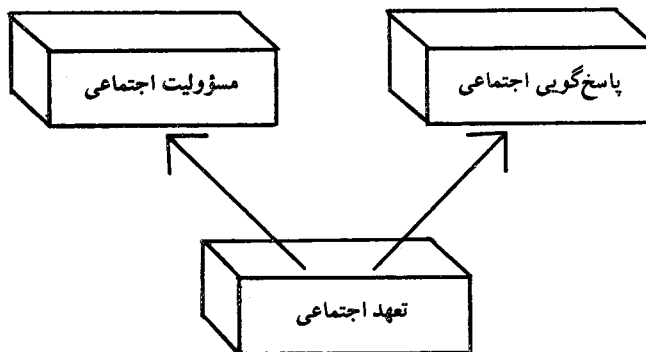 پاسخ‌گویی اجتماعی
مسؤولیت اجتماعی
تعهد اجتماعی